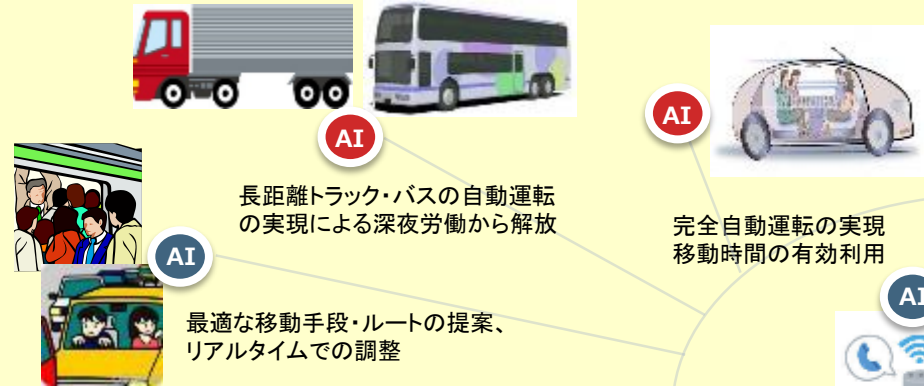 AI
AI
長距離トラック・バスの自動運転
の実現による深夜労働から解放
完全自動運転の実現
移動時間の有効利用
AI
AI
最適な移動手段・ルートの提案、
リアルタイムでの調整